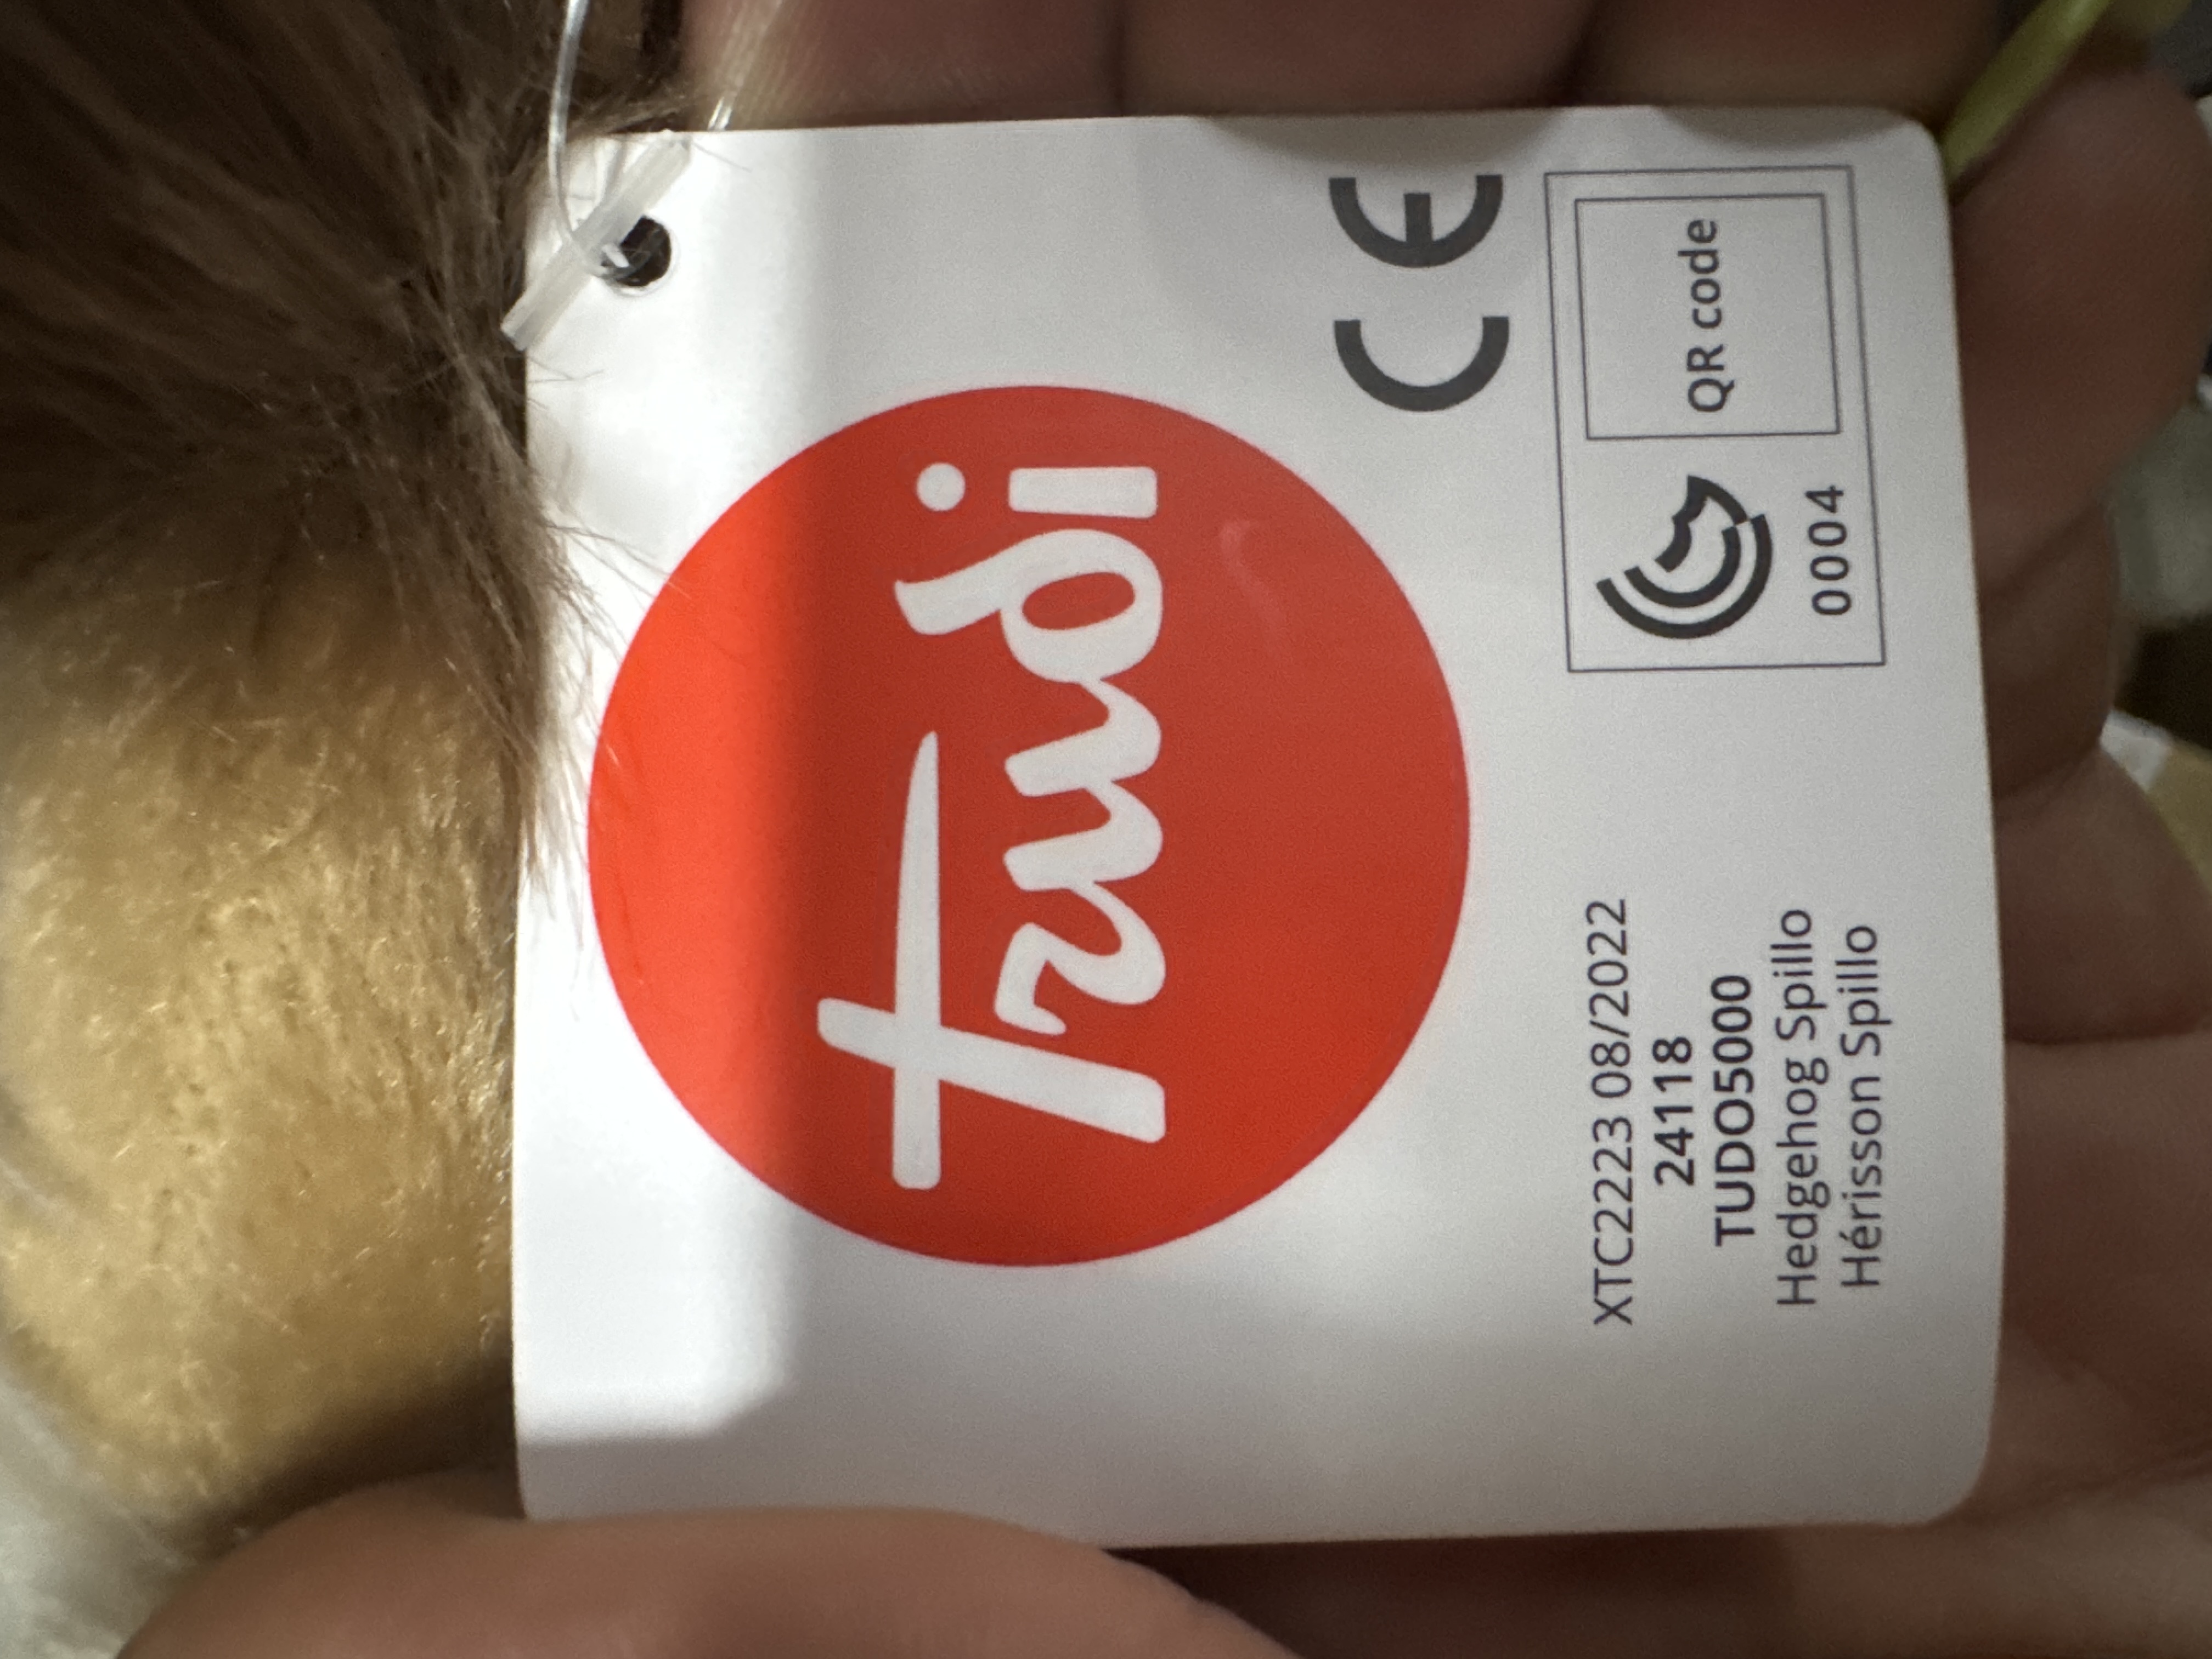 trudi
CE
QR code
0004
XTC2223 08/2022
24118
TUDO5000
Hedgehog Spillo
Hérisson Spillo